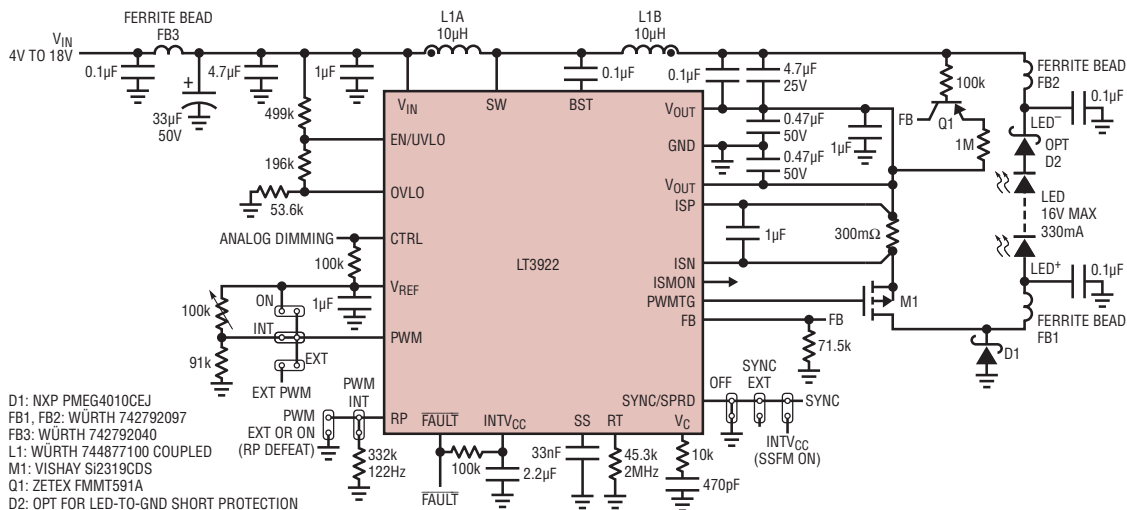 V_IN
4V TO 18V
FERRITE BEAD
FB3
0.1µF
+
33µF
50V
4.7µF
1µF
L1A
10µH
L1B
10µH
0.1µF
0.1µF
4.7µF
25V
100k
FERRITE BEAD
FB2
0.1µF
499k
196k
53.6k
V_IN
SW
BST
EN/UVLO
OVLO
V_OUT
GND
V_OUT
0.47µF
50V
0.47µF
50V
1µF
FB
Q1
1M
LED⁻
OPT
D2
LED
16V MAX
330mA
ISP
ISN
1µF
300mΩ
ANALOG DIMMING
CTRL
100k
LT3922
ISMON
LED⁺
0.1µF
V_REF
1µF
PWMTG
M1
FERRITE BEAD
FB1
100k
ON
INT
PWM
FB
FB
71.5k
D1
91k
EXT
EXT PWM
PWM
INT
PWM
EXT OR ON
(RP DEFEAT)
RP
332k
122Hz
FAULT
INTV_CC
SS
RT
V_C
SYNC/SPRD
OFF
SYNC
EXT
SYNC
INTV_CC
(SSFM ON)
100k
2.2µF
FAULT
33nF
45.3k
2MHz
10k
470pF
D1: NXP PMEG4010CEJ
FB1, FB2: WÜRTH 742792097
FB3: WÜRTH 742792040
L1: WÜRTH 744877100 COUPLED
M1: VISHAY Si2319CDS
Q1: ZETEX FMMT591A
D2: OPT FOR LED-TO-GND SHORT PROTECTION